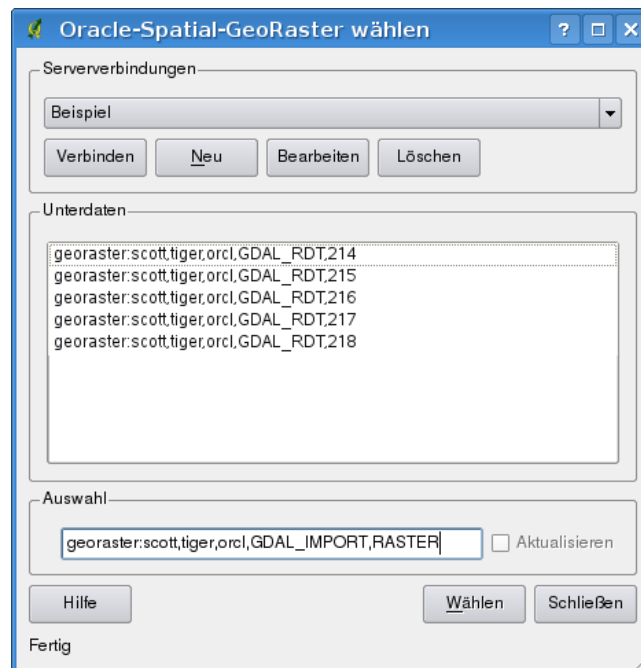 Oracle-Spatial-GeoRaster wählen
Serververbindungen
Beispiel
Verbinden Neu Bearbeiten Löschen
Unterdaten
georaster:scott,tiger,orcl,GDAL_RDT,214
georaster:scott,tiger,orcl,GDAL_RDT,215
georaster:scott,tiger,orcl,GDAL_RDT,216
georaster:scott,tiger,orcl,GDAL_RDT,217
georaster:scott,tiger,orcl,GDAL_RDT,218
Auswahl
georaster:scott,tiger,orcl,GDAL_IMPORT,RASTER Aktualisieren
Hilfe Wählen Schließen
Fertig